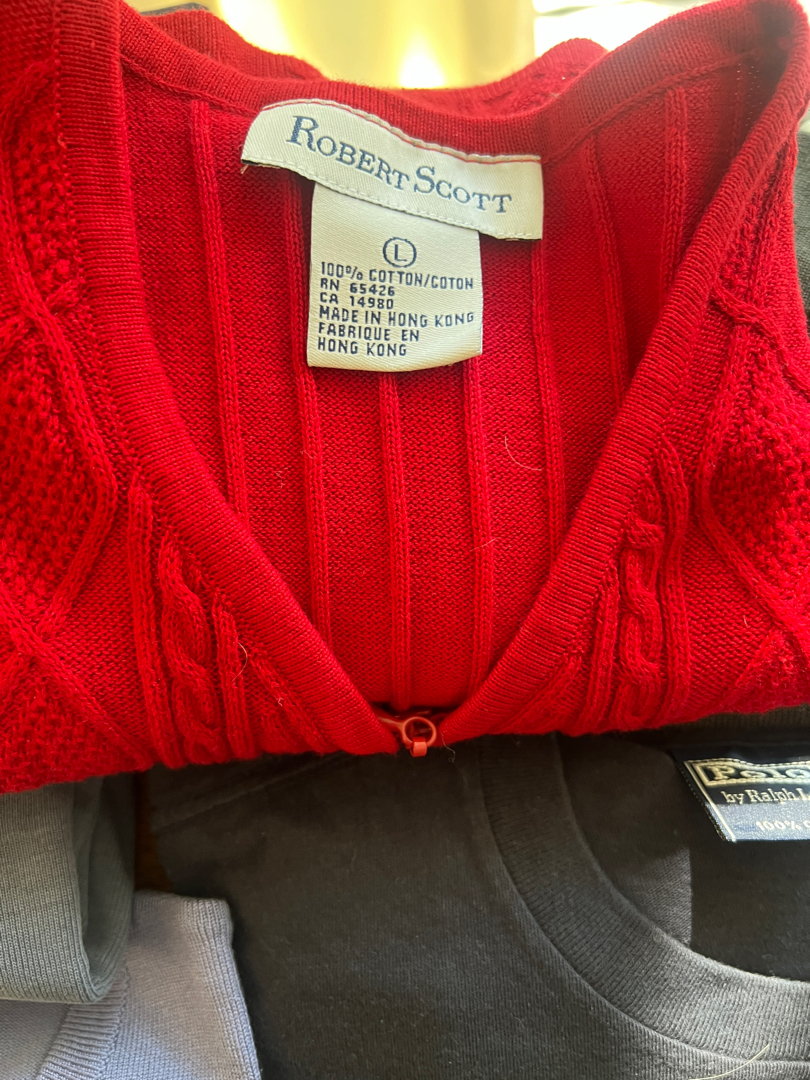 ROBERT SCOTT
L
100% COTTON/COTON
RN 65426
CA 14980
MADE IN HONG KONG
FABRIQUE EN
HONG KONG
by Ralph
100%